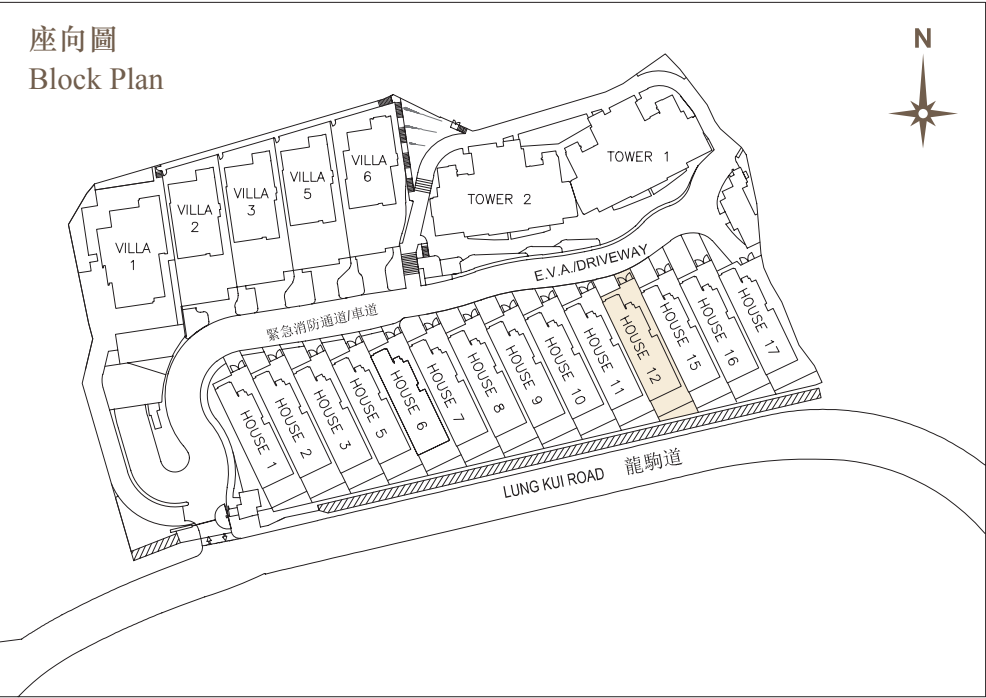 座向圖
Block Plan
N
VILLA
1
VILLA
2
VILLA
3
VILLA
5
VILLA
6
TOWER 2
TOWER 1
E.V.A./DRIVEWAY
緊急消防通道/車道
HOUSE 1
HOUSE 2
HOUSE 3
HOUSE 5
HOUSE 6
HOUSE 7
HOUSE 8
HOUSE 9
HOUSE 10
HOUSE 11
HOUSE 12
HOUSE 15
HOUSE 16
HOUSE 17
LUNG KUI ROAD 龍駒道